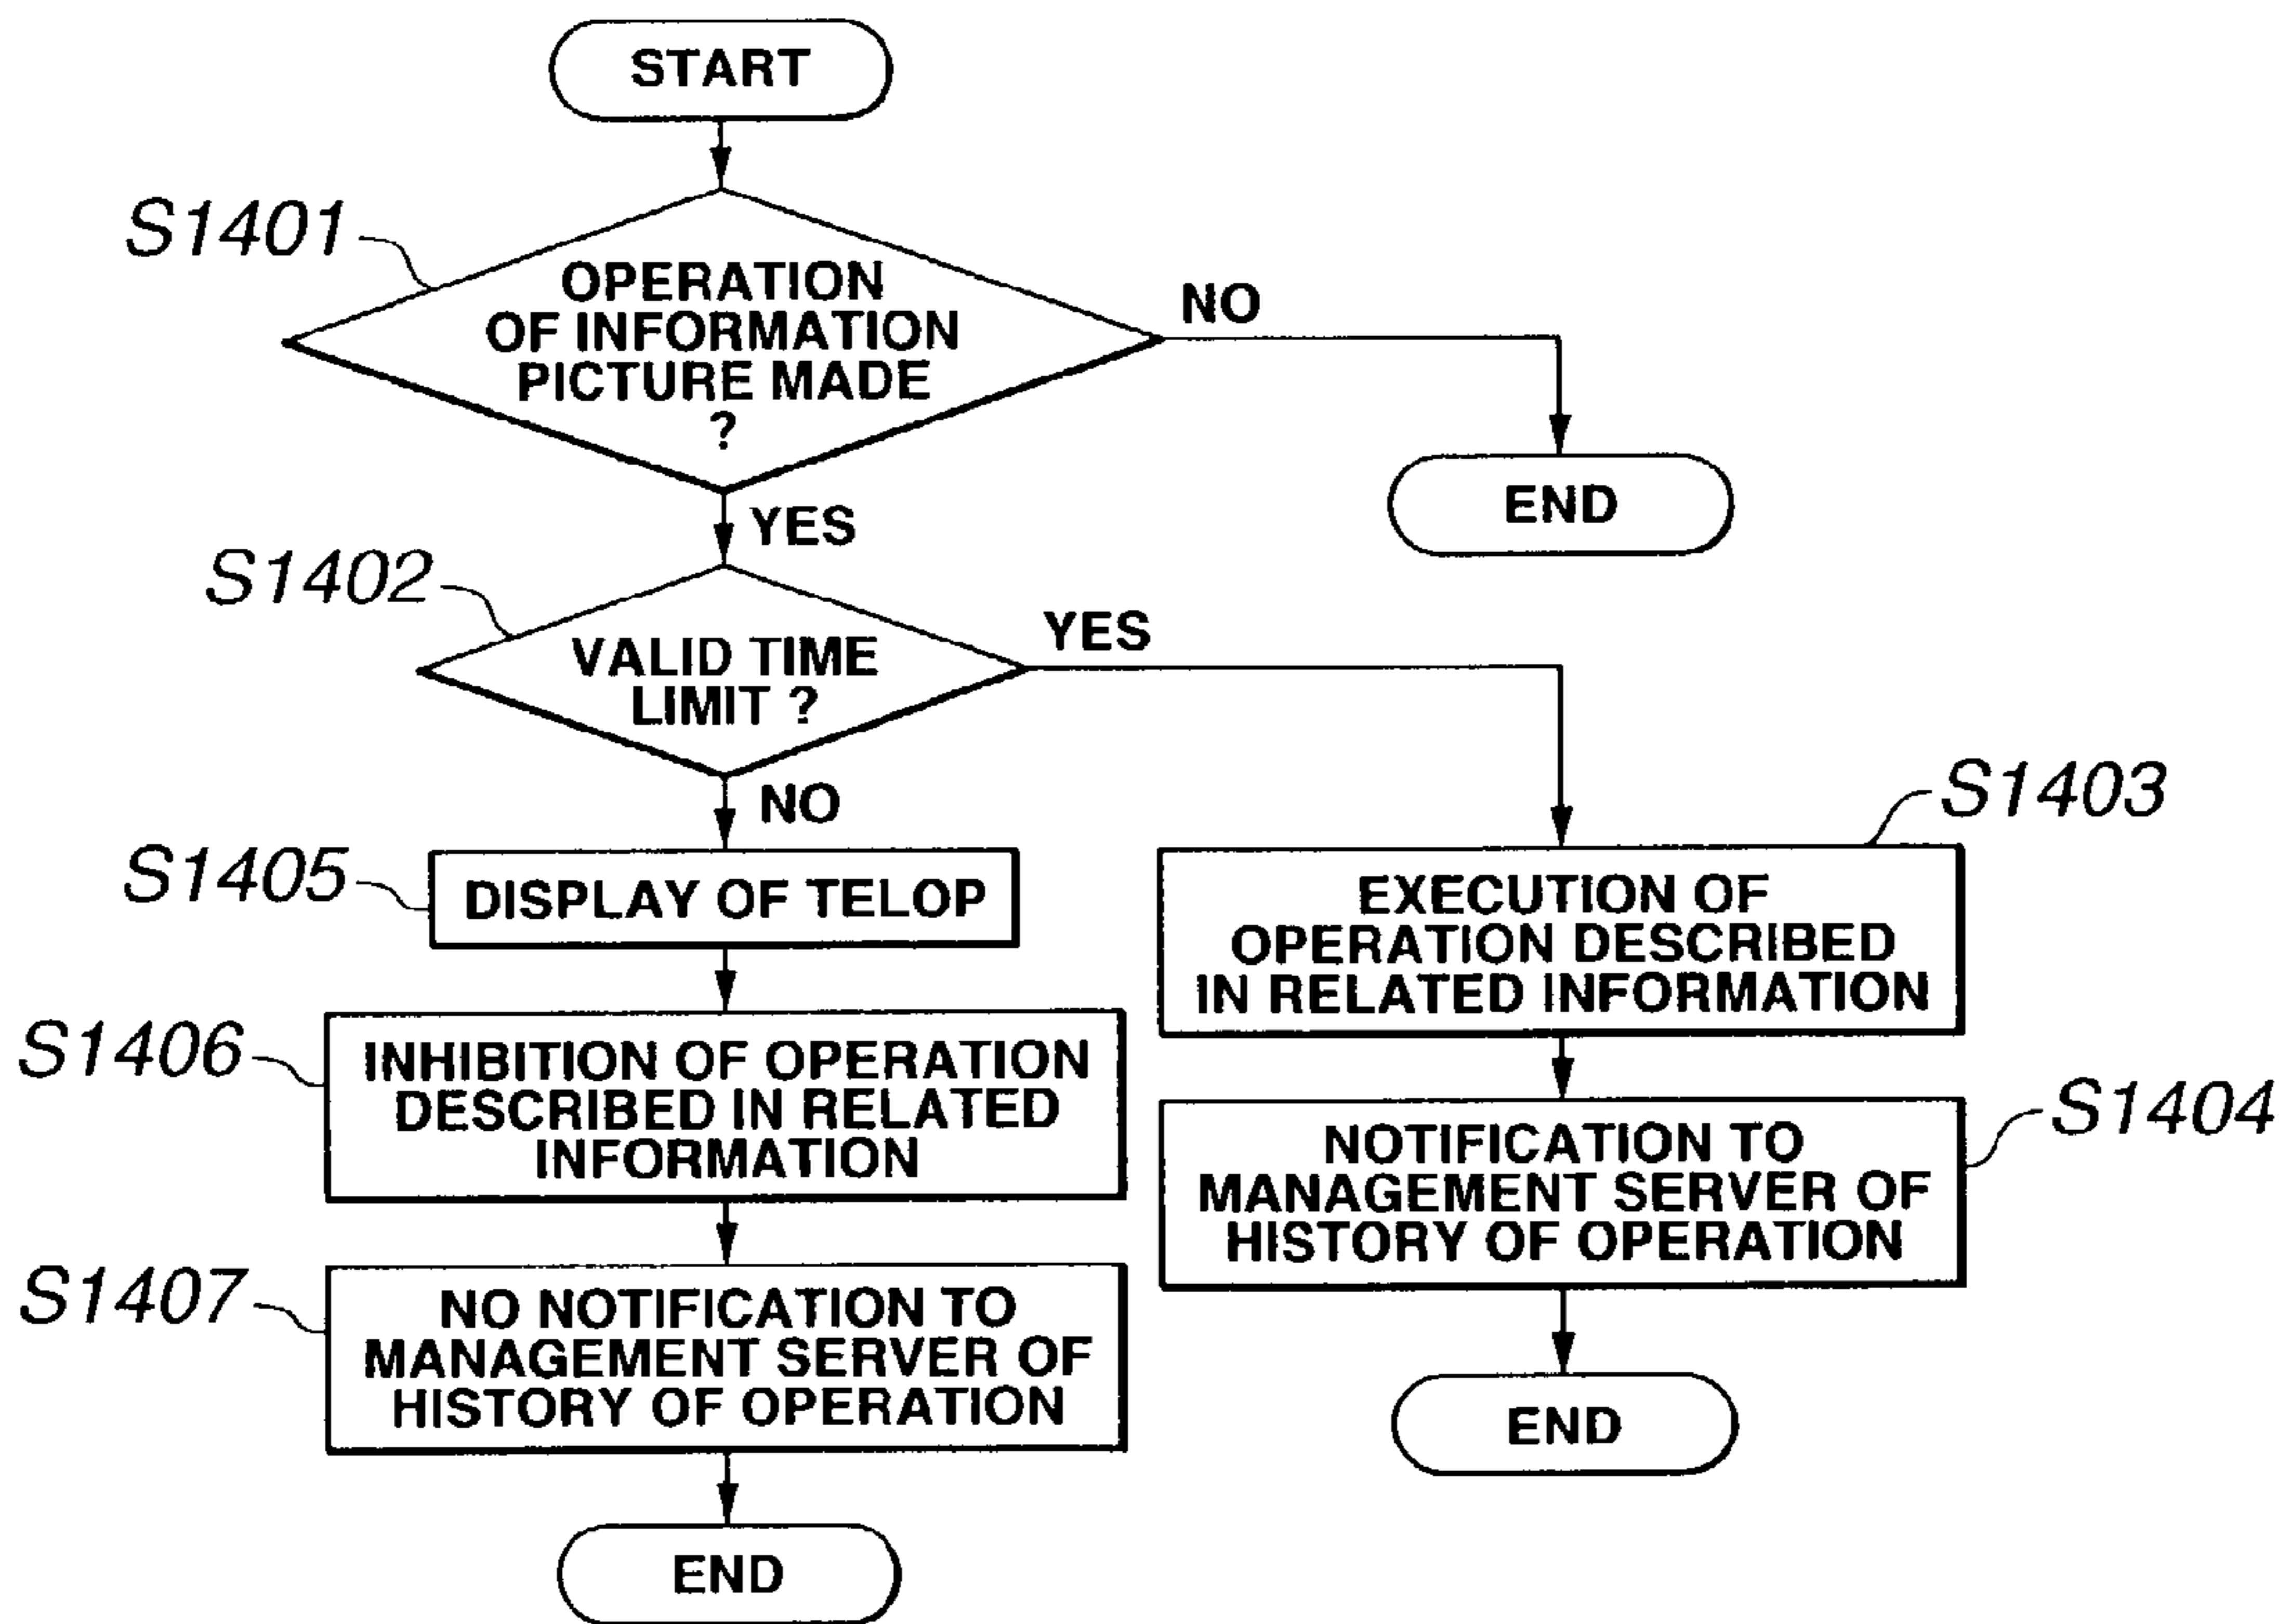 START
S1401
OPERATION
OF INFORMATION
PICTURE MADE
?
NO
END
YES
S1402
VALID TIME
LIMIT ?
YES
NO
S1403
EXECUTION OF
OPERATION DESCRIBED
IN RELATED INFORMATION
S1405
DISPLAY OF TELOP
S1406
INHIBITION OF OPERATION
DESCRIBED IN RELATED
INFORMATION
S1404
NOTIFICATION TO
MANAGEMENT SERVER OF
HISTORY OF OPERATION
S1407
NO NOTIFICATION TO
MANAGEMENT SERVER OF
HISTORY OF OPERATION
END
END